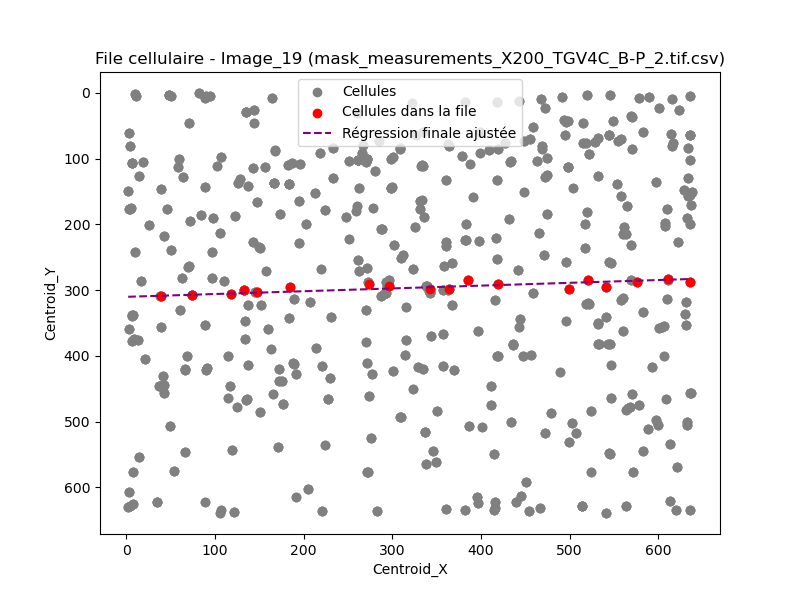 File cellulaire - Image_19 (mask_measurements_X200_TGV4C_B-P_2.tif.csv)
Cellules
Cellules dans la file
Régression finale ajustée
0
100
200
300
400
500
600
Centroid_Y
0 100 200 300 400 500 600
Centroid_X